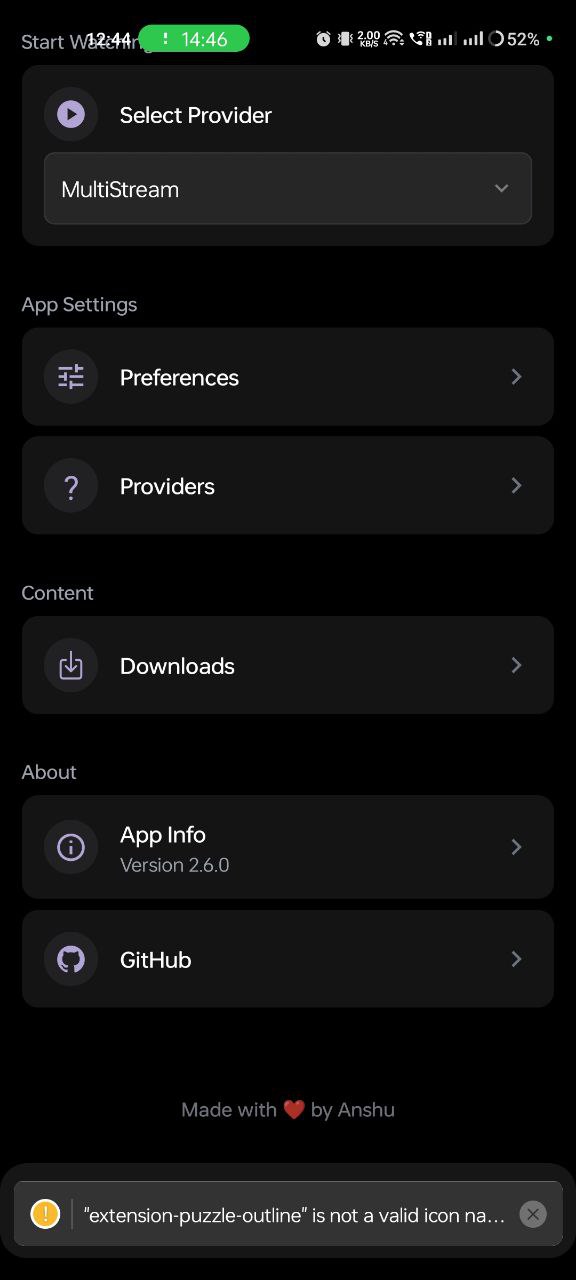 Start Watching
12:44
! 14:46
2.00
KB/S
52%
Select Provider
MultiStream
App Settings
Preferences
? Providers
Content
Downloads
About
App Info
Version 2.6.0
GitHub
Made with ❤️ by Anshu
"extension-puzzle-outline" is not a valid icon na...